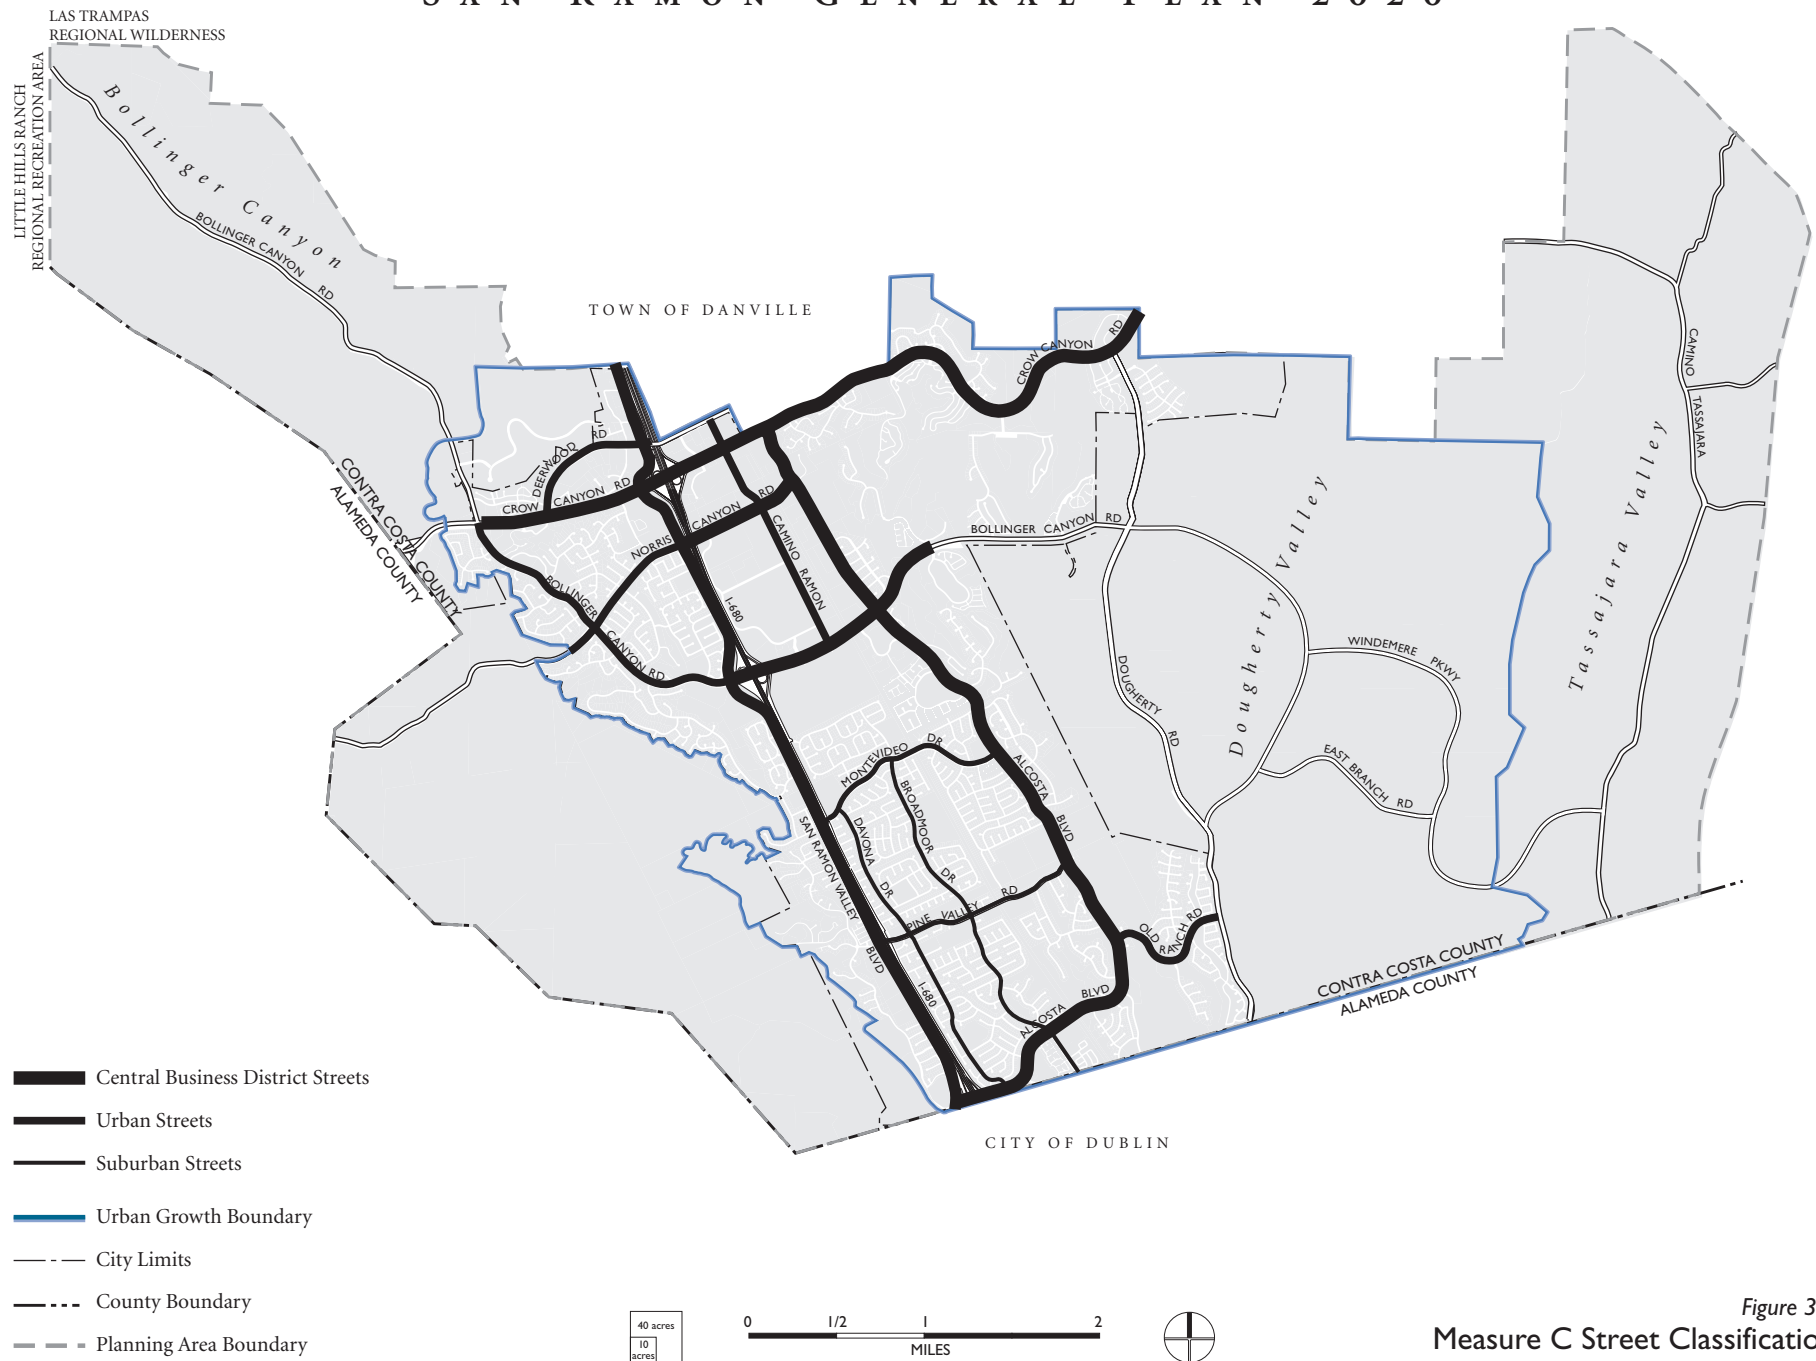 SAN RAMON GENERAL PLAN 2020
LAS TRAMPAS
REGIONAL WILDERNESS
LITTLE HILLS RANCH
REGIONAL RECREATION AREA
Bollinger Canyon
BOLLINGER CANYON RD
TOWN OF DANVILLE
CROW CANYON RD
CAMINO TASSAJARA
Tassajara Valley
Dougherty Valley
DEERWOOD RD
CROW CANYON RD
NORRIS CANYON RD
CAMINO RAMON
BOLLINGER CANYON RD
BOLLINGER CANYON RD
I-680
CONTRA COSTA COUNTY
ALAMEDA COUNTY
WINDEMERE PKWY
DOUGHERTY RD
EAST BRANCH RD
MONTEVIDEO DR
BROADMOOR DR
DAVONA DR
ALCOSTA BLVD
SAN RAMON VALLEY BLVD
PINE VALLEY RD
OLD RANCH RD
I-680
ALCOSTA BLVD
CONTRA COSTA COUNTY
ALAMEDA COUNTY
CITY OF DUBLIN
Central Business District Streets
Urban Streets
Suburban Streets
Urban Growth Boundary
City Limits
County Boundary
Planning Area Boundary
40 acres
10
acres
0 1/2 1 2
MILES
Figure 3
Measure C Street Classificatio